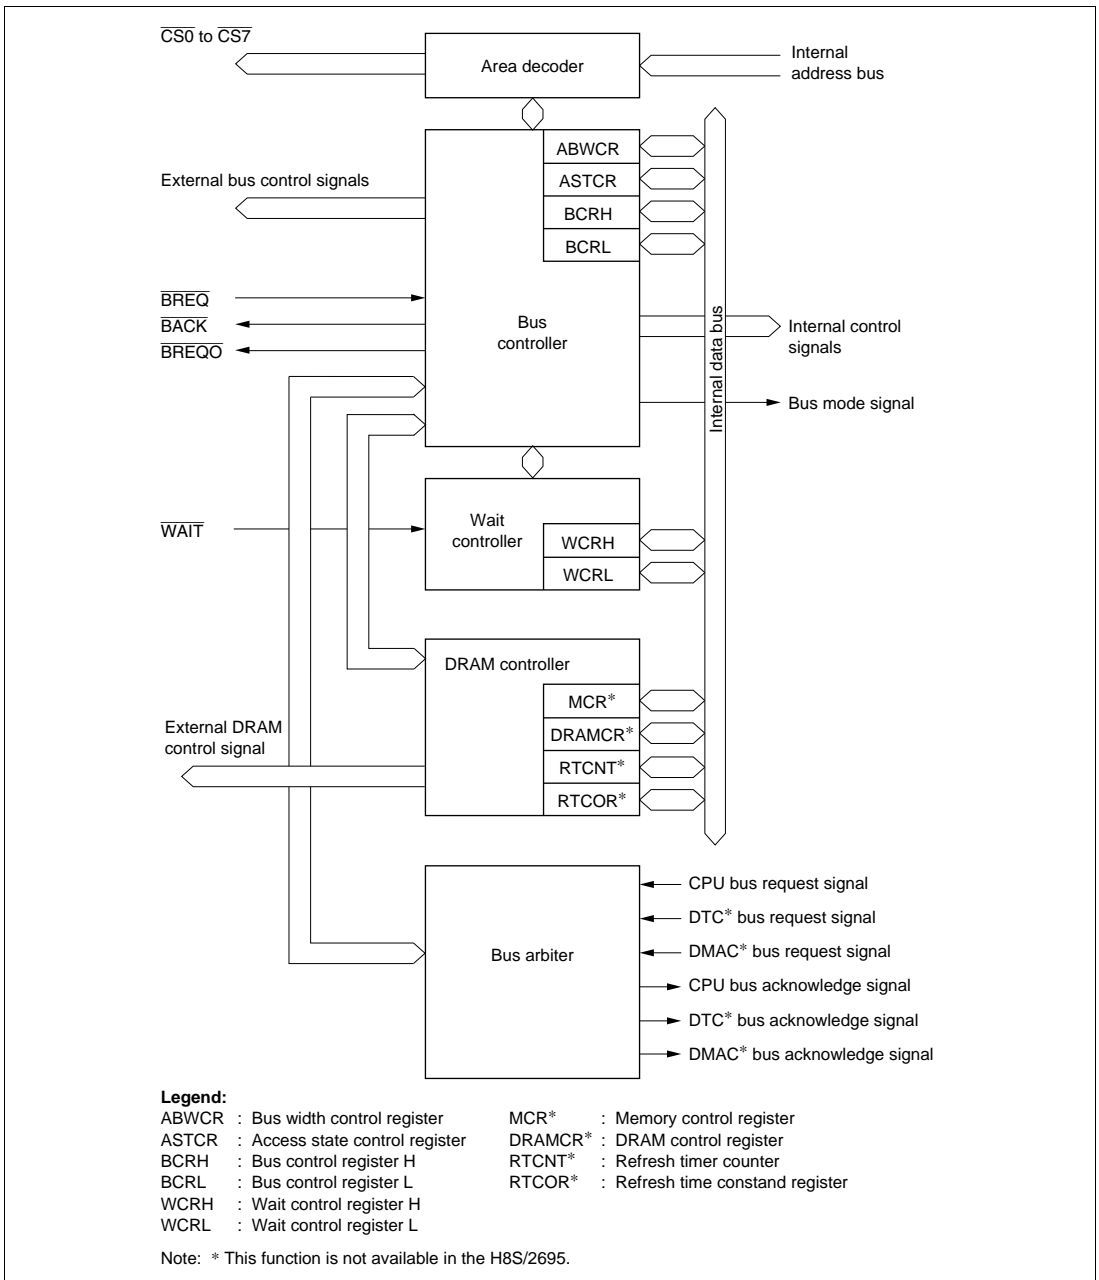 C̅S̅0̅ to C̅S̅7̅
Area decoder
Internal
address bus
ABWCR
ASTCR
BCRH
BCRL
External bus control signals
B̅R̅E̅Q̅
B̅A̅C̅K̅
B̅R̅E̅Q̅O̅
Bus
controller
Internal data bus
Internal control
signals
Bus mode signal
W̅A̅I̅T̅
Wait
controller
WCRH
WCRL
DRAM controller
MCR*
DRAMCR*
RTCNT*
RTCOR*
External DRAM
control signal
Bus arbiter
CPU bus request signal
DTC* bus request signal
DMAC* bus request signal
CPU bus acknowledge signal
DTC* bus acknowledge signal
DMAC* bus acknowledge signal
Legend:
ABWCR : Bus width control register
ASTCR : Access state control register
BCRH : Bus control register H
BCRL : Bus control register L
WCRH : Wait control register H
WCRL : Wait control register L
MCR* : Memory control register
DRAMCR* : DRAM control register
RTCNT* : Refresh timer counter
RTCOR* : Refresh time constand register
Note: * This function is not available in the H8S/2695.